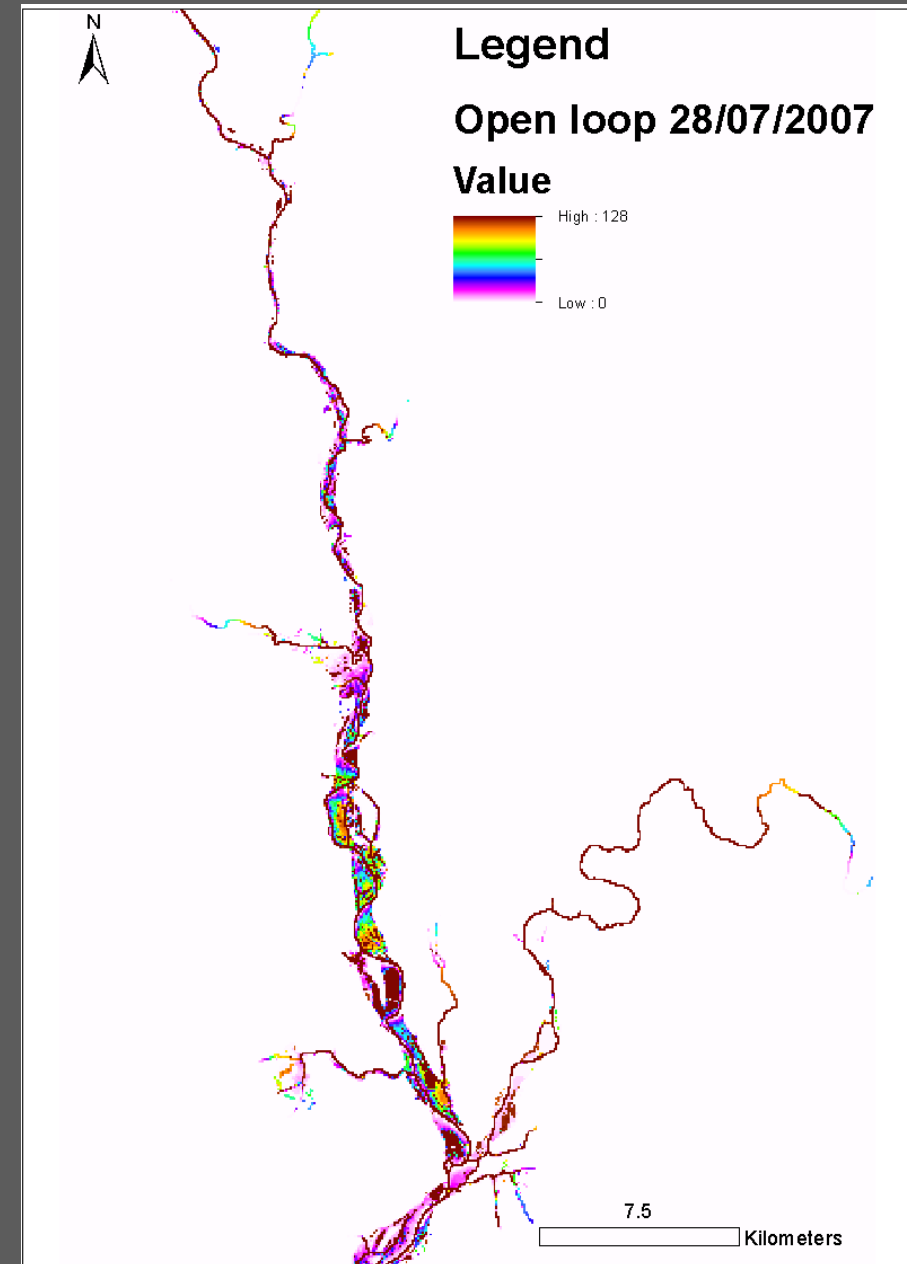 N
Legend
Open loop 28/07/2007
Value
High : 128
Low : 0
7.5
Kilometers